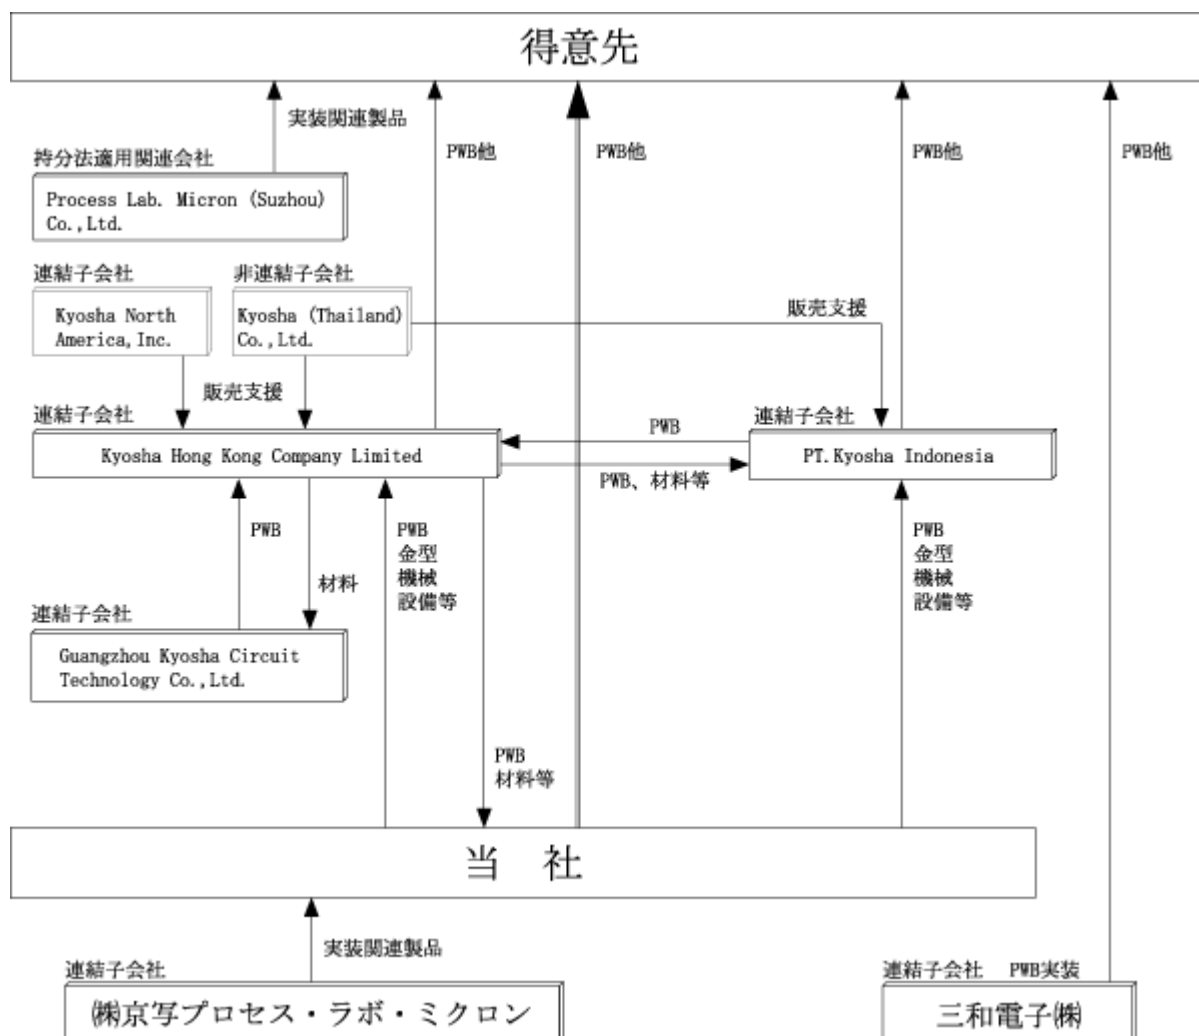 得意先
実装関連製品
PWB他
PWB他
PWB他
PWB他
持分法適用関連会社
Process Lab. Micron (Suzhou)
Co.,Ltd.
連結子会社
非連結子会社
Kyosha North
America,Inc.
Kyosha (Thailand)
Co.,Ltd.
販売支援
販売支援
連結子会社
連結子会社
Kyosha Hong Kong Company Limited
PWB
PT.Kyosha Indonesia
PWB、材料等
PWB
材料
PWB
金型
機械
設備等
PWB
金型
機械
設備等
連結子会社
Guangzhou Kyosha Circuit
Technology Co.,Ltd.
PWB
材料等
当 社
実装関連製品
連結子会社
連結子会社 PWB実装
㈱京写プロセス・ラボ・ミクロン
三和電子㈱